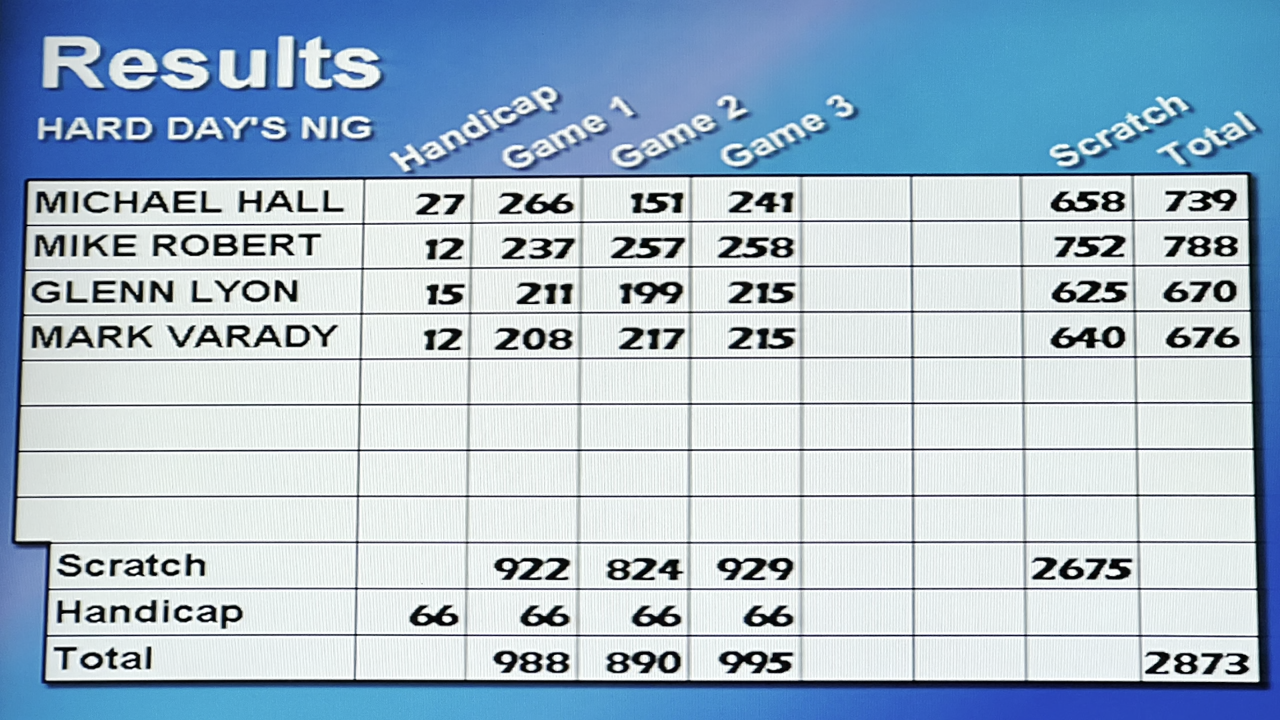 Results
HARD DAY'S NIG
Handicap Game 1 Game 2 Game 3 Scratch Total
MICHAEL HALL 27 266 151 241 658 739
MIKE ROBERT 12 237 257 258 752 788
GLENN LYON 15 211 199 215 625 670
MARK VARADY 12 208 217 215 640 676
Scratch 922 824 929 2675
Handicap 66 66 66 66
Total 988 890 995 2873